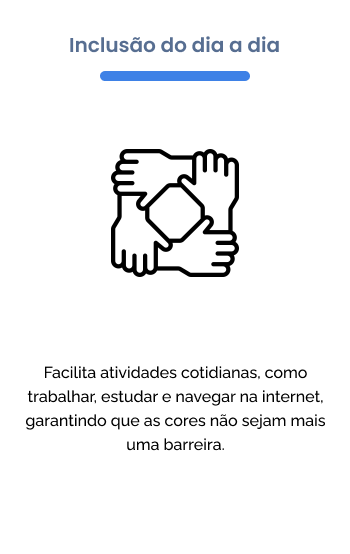 Inclusão do dia a dia
Facilita atividades cotidianas, como
trabalhar, estudar e navegar na internet,
garantindo que as cores não sejam mais
uma barreira.